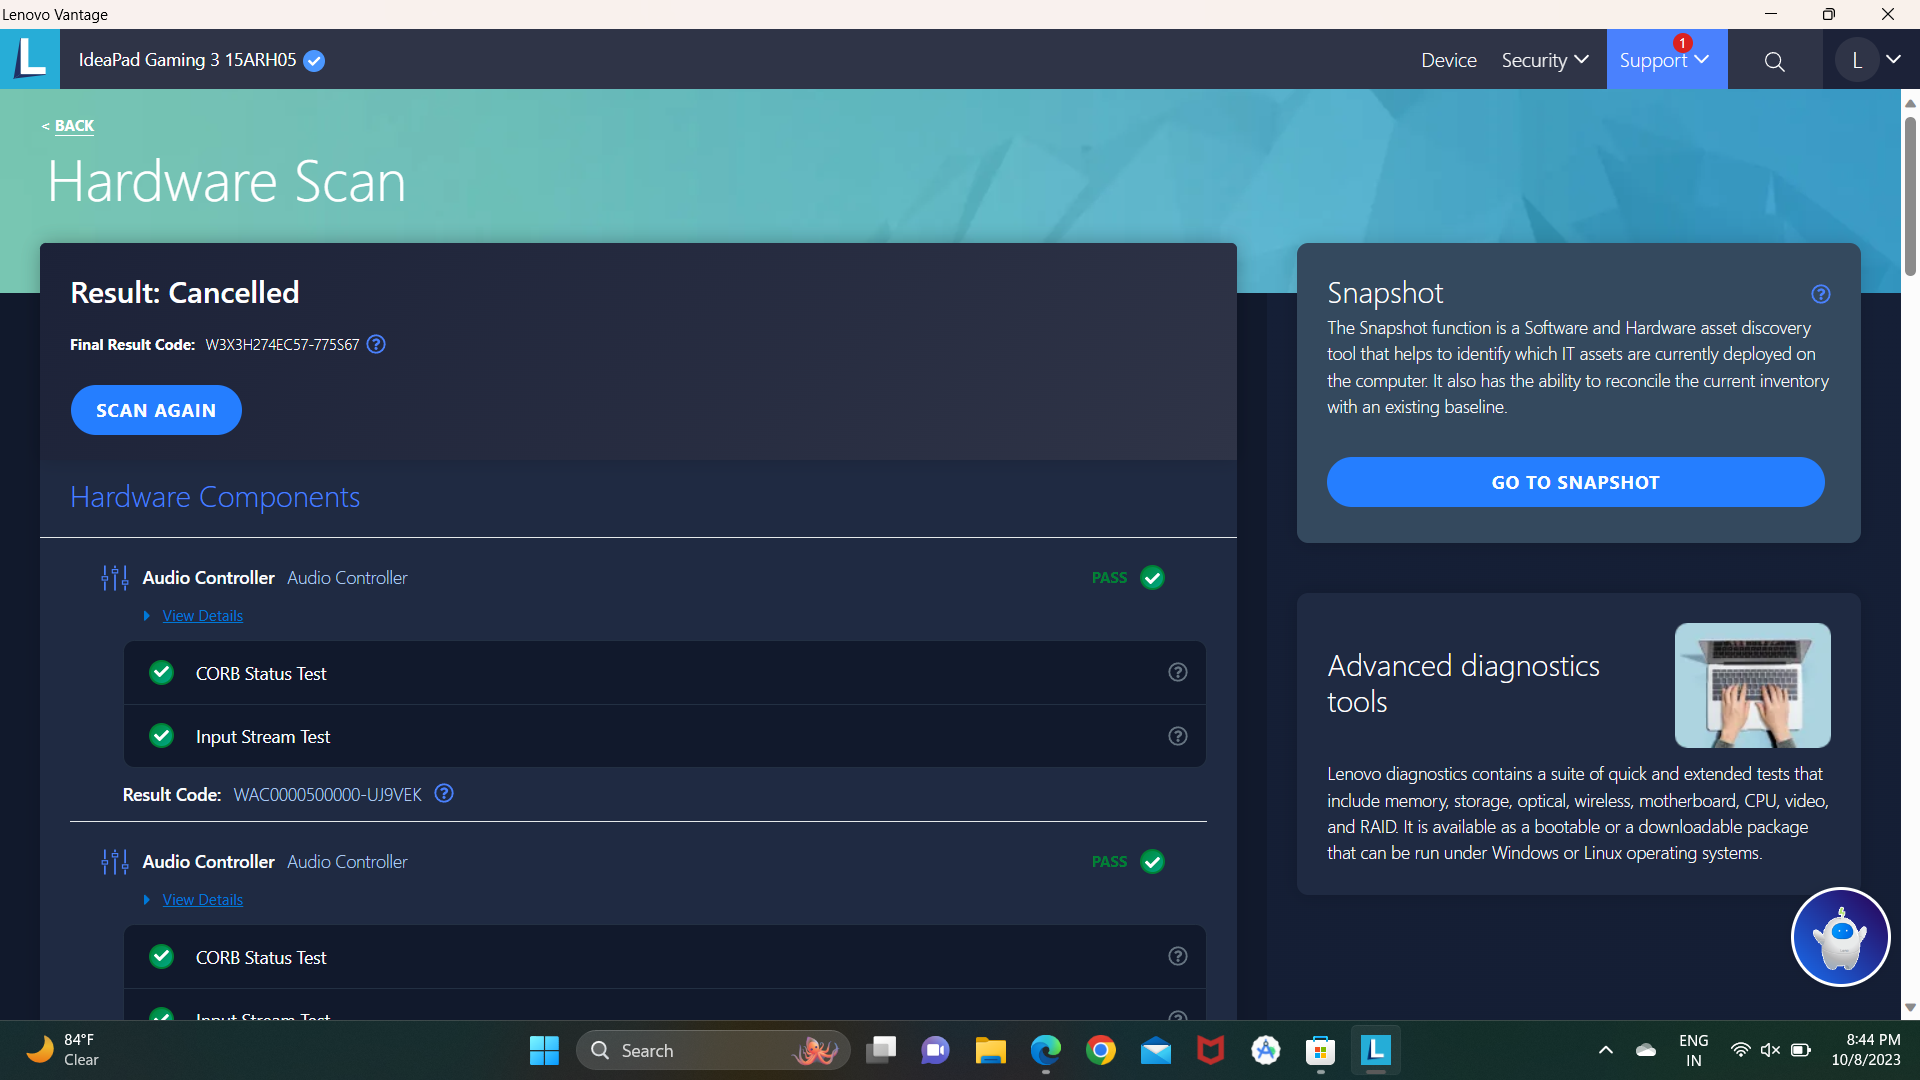 Lenovo Vantage
L
IdeaPad Gaming 3 15ARH05
Device
Security
Support
1
L
< BACK
Hardware Scan
Result: Cancelled
Final Result Code: W3X3H274EC57-775S67
SCAN AGAIN
Hardware Components
Audio Controller Audio Controller
PASS
View Details
CORB Status Test
Input Stream Test
Result Code: WAC0000500000-UJ9VEK
Audio Controller Audio Controller
PASS
View Details
CORB Status Test
Input Stream Test
Snapshot
The Snapshot function is a Software and Hardware asset discovery
tool that helps to identify which IT assets are currently deployed on
the computer. It also has the ability to reconcile the current inventory
with an existing baseline.
GO TO SNAPSHOT
Advanced diagnostics
tools
Lenovo diagnostics contains a suite of quick and extended tests that
include memory, storage, optical, wireless, motherboard, CPU, video,
and RAID. It is available as a bootable or a downloadable package
that can be run under Windows or Linux operating systems.
84°F
Clear
Search
L
ENG
IN
8:44 PM
10/8/2023